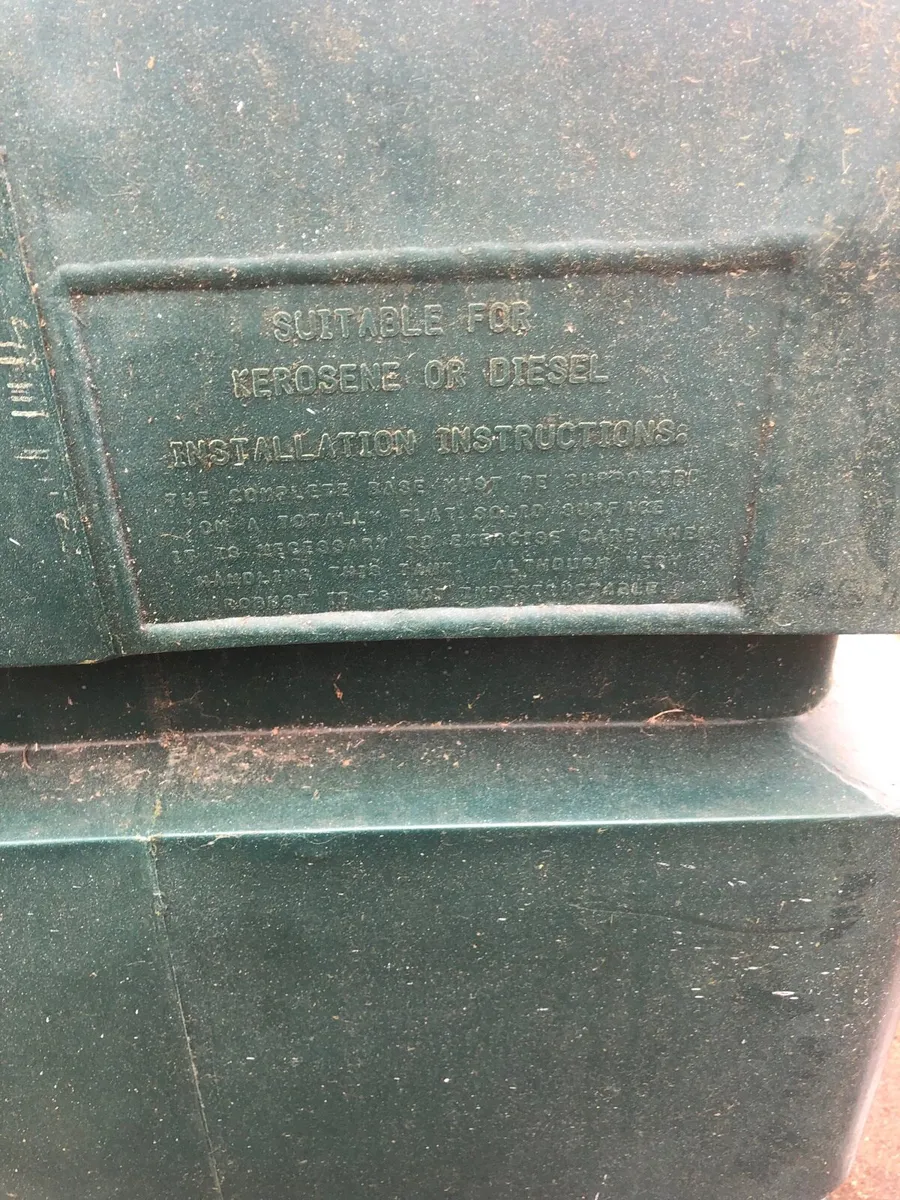 SUITABLE FOR
KEROSENE OR DIESEL
INSTALLATION INSTRUCTIONS:
THE COMPLETE BASE MUST BE SUPPORTED
ON A TOTALLY FLAT SOLID SURFACE
IT IS NECESSARY TO EXERCISE CARE WHEN
HANDLING THIS TANK, ALTHOUGH VERY
ROBUST IT IS NOT INDESTRUCTABLE